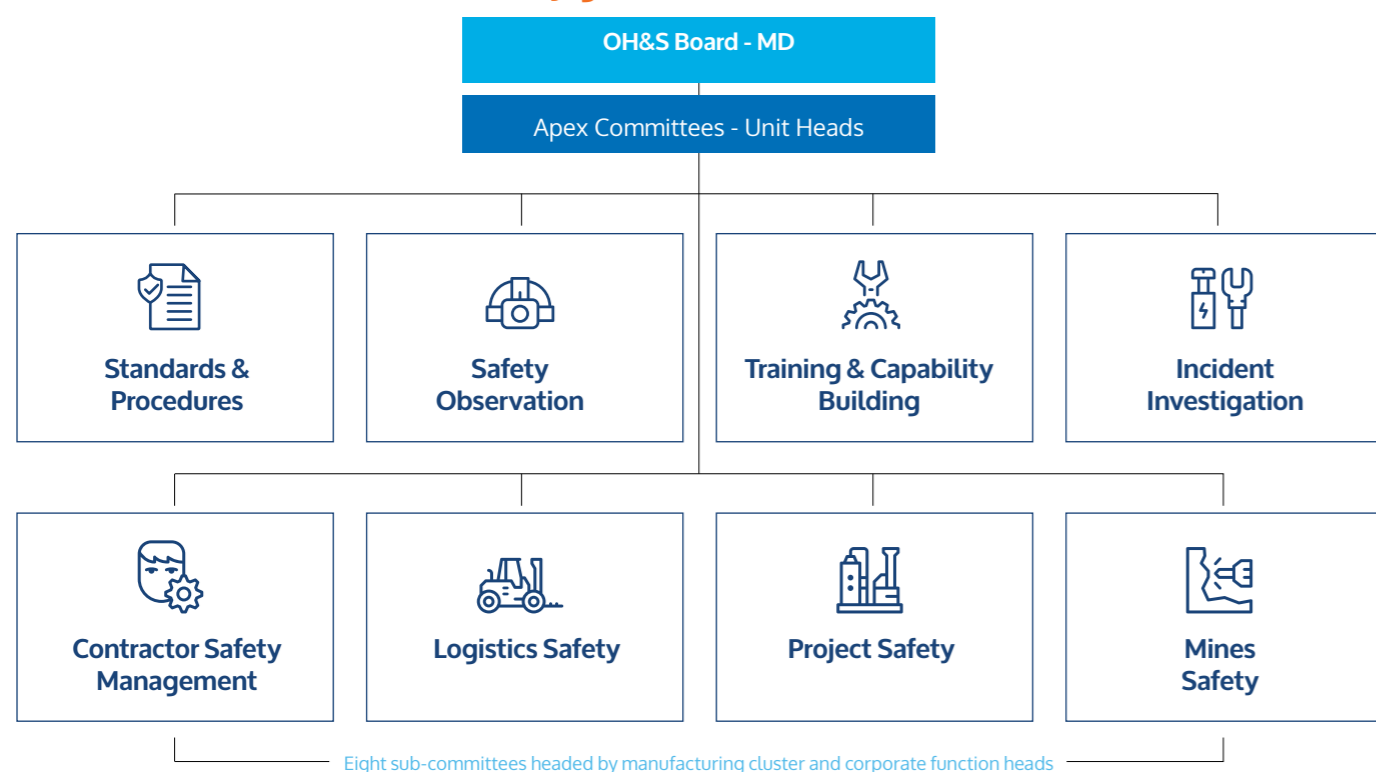 OH&S Board - MD
Apex Committees - Unit Heads
Standards &
Procedures
Safety
Observation
Training & Capability
Building
Incident
Investigation
Contractor Safety
Management
Logistics Safety
Project Safety
Mines
Safety
Eight sub-committees headed by manufacturing cluster and corporate function heads